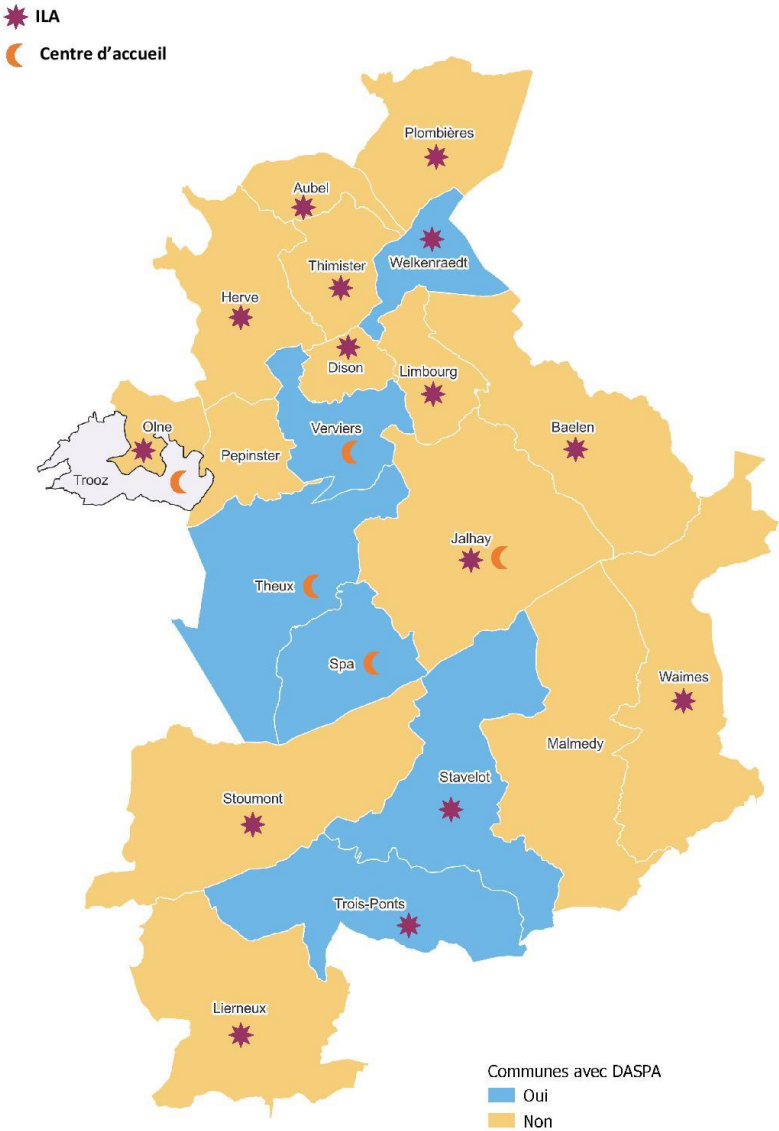 ILA
Centre d’accueil
Plombières
Aubel
Welkenraedt
Thimister
Herve
Dison
Limbourg
Olne
Verviers
Baelen
Pepinster
Trooz
Jalhay
Theux
Spa
Waimes
Malmedy
Stavelot
Stoumont
Trois-Ponts
Lierneux
Communes avec DASPA
Oui
Non